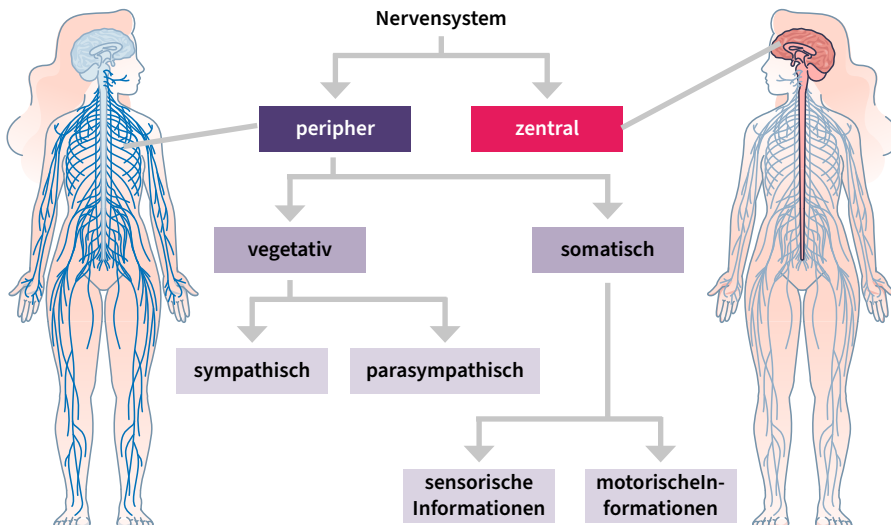 Nervensystem
peripher
zentral
vegetativ
somatisch
sympathisch
parasympathisch
sensorische
Informationen
motorischeIn-
formationen